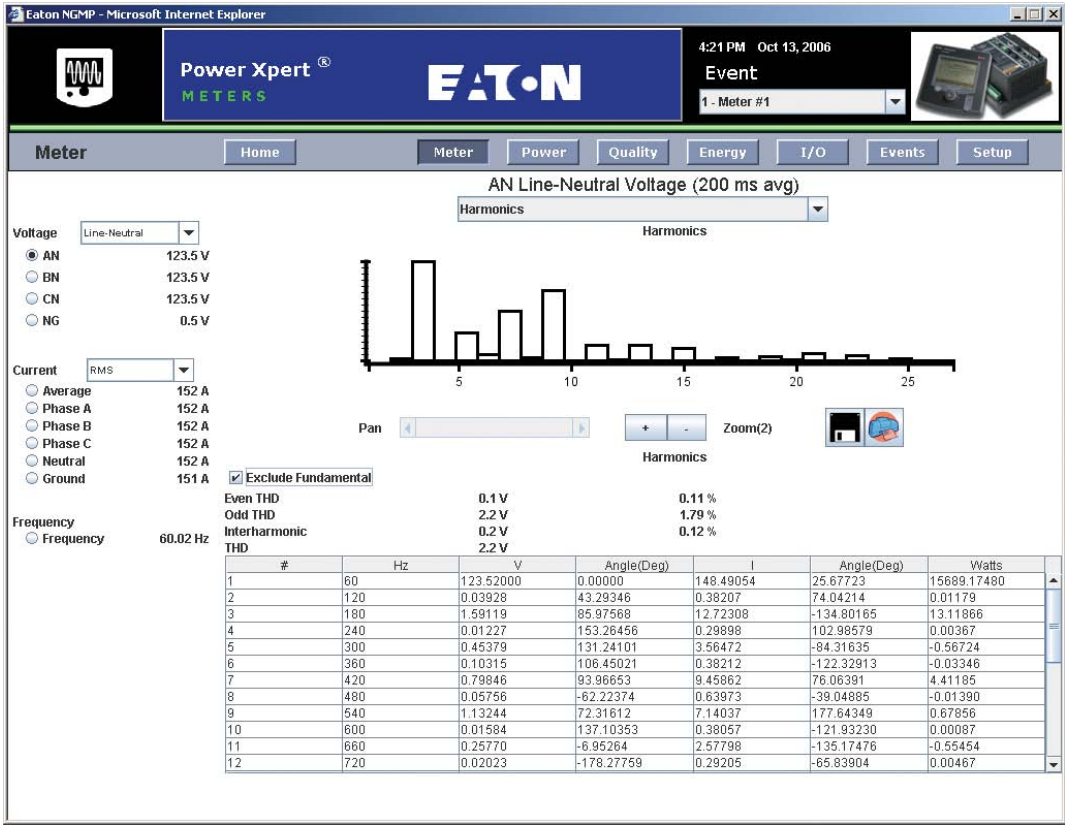 Eaton NGMP - Microsoft Internet Explorer
4:21 PM Oct 13, 2006
Power Xpert ®
METERS
EATON
Event
1 - Meter #1
Meter
Home
Meter
Power
Quality
Energy
I/O
Events
Setup
AN Line-Neutral Voltage (200 ms avg)
Harmonics
Harmonics
Voltage Line-Neutral
AN 123.5 V
BN 123.5 V
CN 123.5 V
NG 0.5 V
Current RMS
Average 152 A
Phase A 152 A
Phase B 152 A
Phase C 152 A
Neutral 152 A
Ground 151 A
Frequency
Frequency 60.02 Hz
5 10 15 20 25
Pan
+ - Zoom(2)
Harmonics
Exclude Fundamental
Even THD 0.1 V 0.11 %
Odd THD 2.2 V 1.79 %
Interharmonic 0.2 V 0.12 %
THD 2.2 V
# Hz V Angle(Deg) I Angle(Deg) Watts
1 60 123.52000 0.00000 148.49054 25.67723 15689.17480
2 120 0.03928 43.29346 0.38207 74.04214 0.01179
3 180 1.59119 85.97568 12.72308 -134.80165 13.11866
4 240 0.01227 153.26456 0.29898 102.98579 0.00367
5 300 0.45379 131.24101 3.56472 -84.31635 -0.56724
6 360 0.10315 106.45021 0.38212 -122.32913 -0.03346
7 420 0.79846 93.96653 9.45862 76.06391 4.41185
8 480 0.05756 -62.22374 0.63973 -39.04885 -0.01390
9 540 1.13244 72.31612 7.14037 177.64349 0.67856
10 600 0.01584 137.10353 0.38057 -121.93230 0.00087
11 660 0.25770 -6.95264 2.57798 -135.17476 -0.55454
12 720 0.02023 -178.27759 0.29205 -65.83904 0.00467